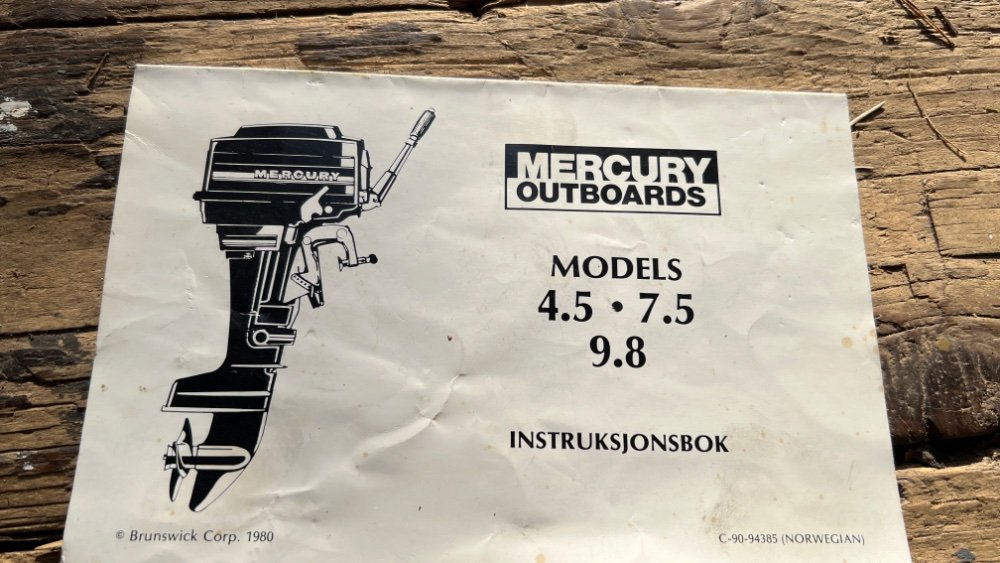 MERCURY
MERCURY
OUTBOARDS
MODELS
4.5 • 7.5
9.8
INSTRUKSJONSBOK
© Brunswick Corp. 1980
C-90-94385 (NORWEGIAN)